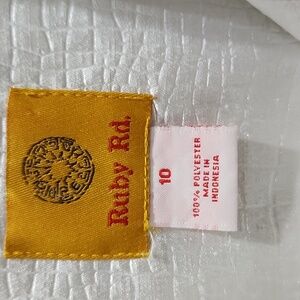 Ruby Rd.
10
100% POLYESTER
MADE IN
INDONESIA